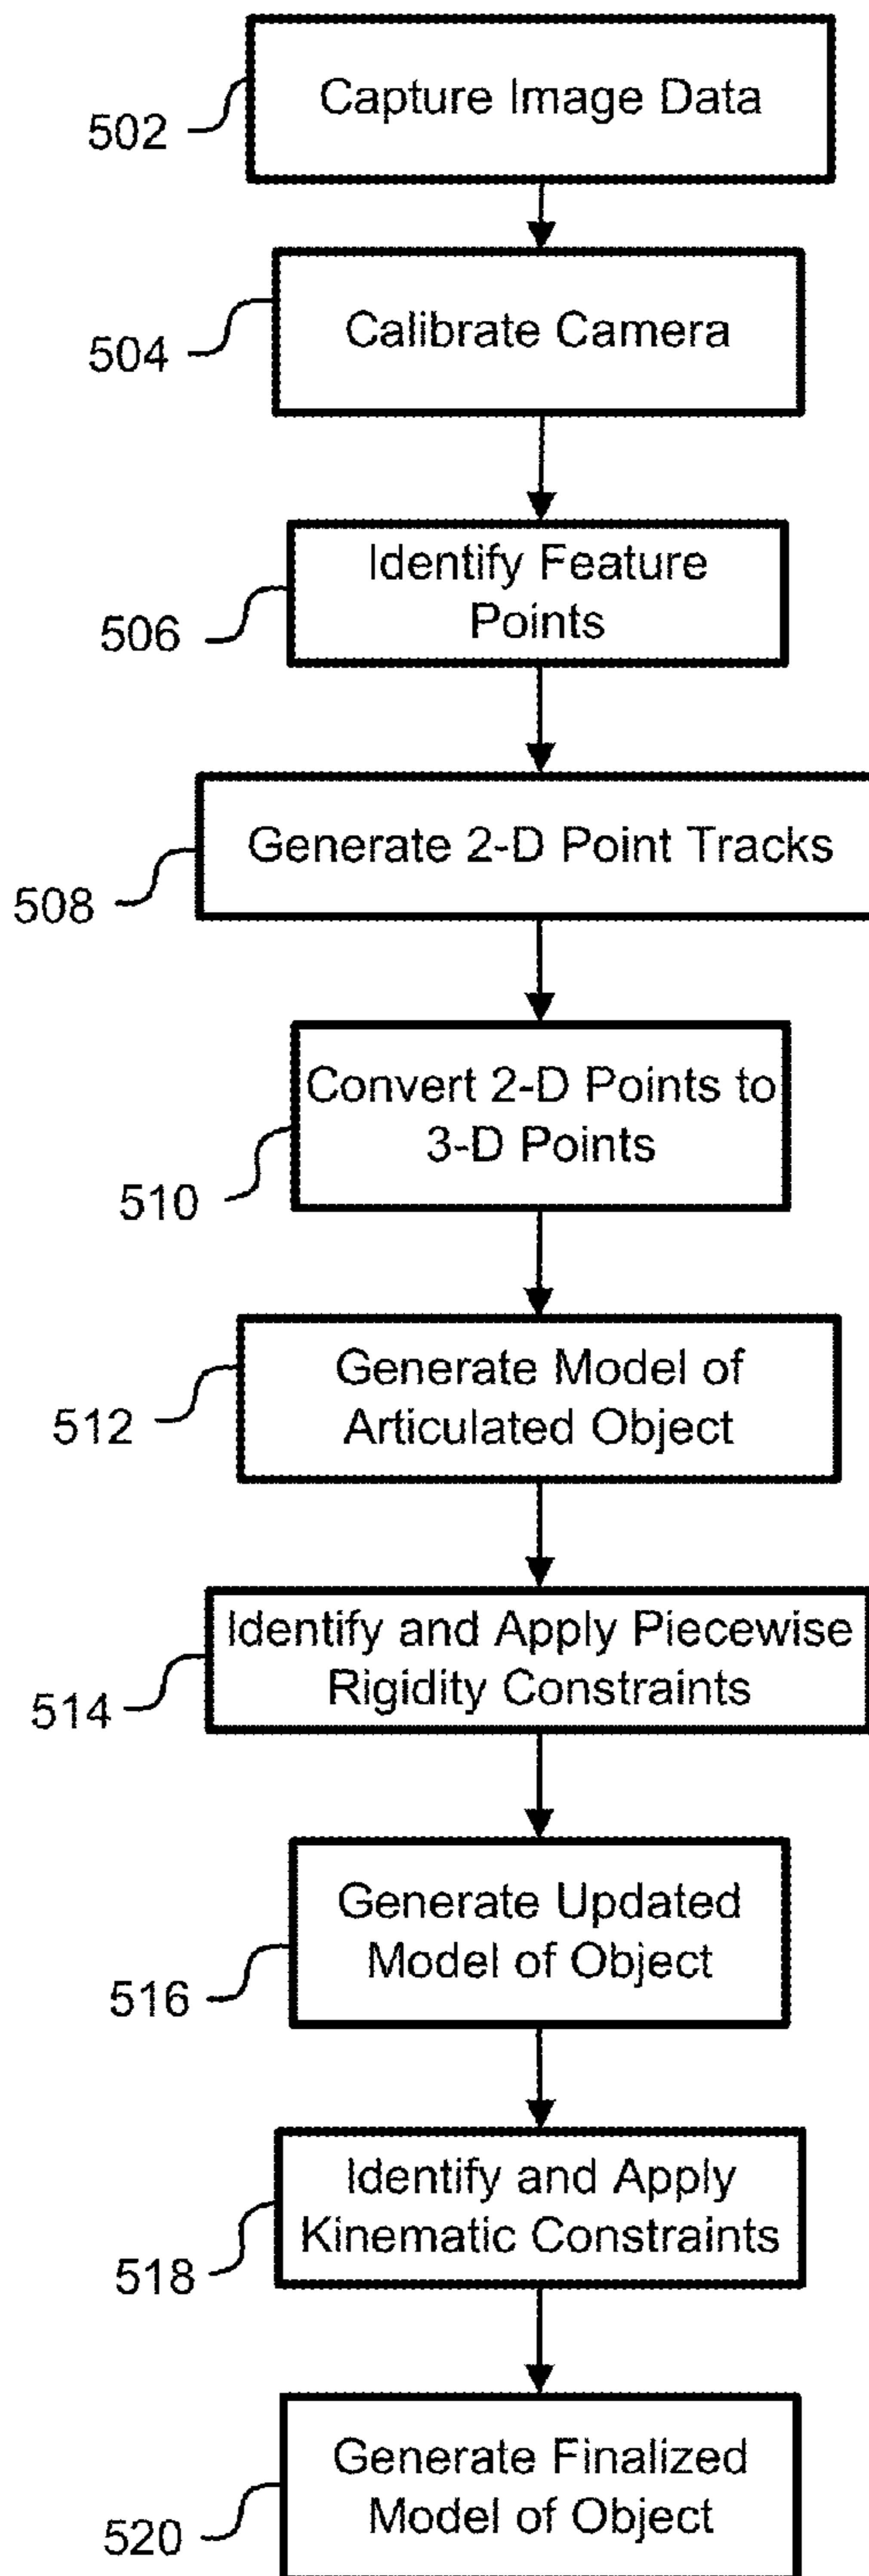 Capture Image Data
502
Calibrate Camera
504
Identify Feature
Points
506
Generate 2-D Point Tracks
508
Convert 2-D Points to
3-D Points
510
Generate Model of
Articulated Object
512
Identify and Apply Piecewise
Rigidity Constraints
514
Generate Updated
Model of Object
516
Identify and Apply
Kinematic Constraints
518
Generate Finalized
Model of Object
520